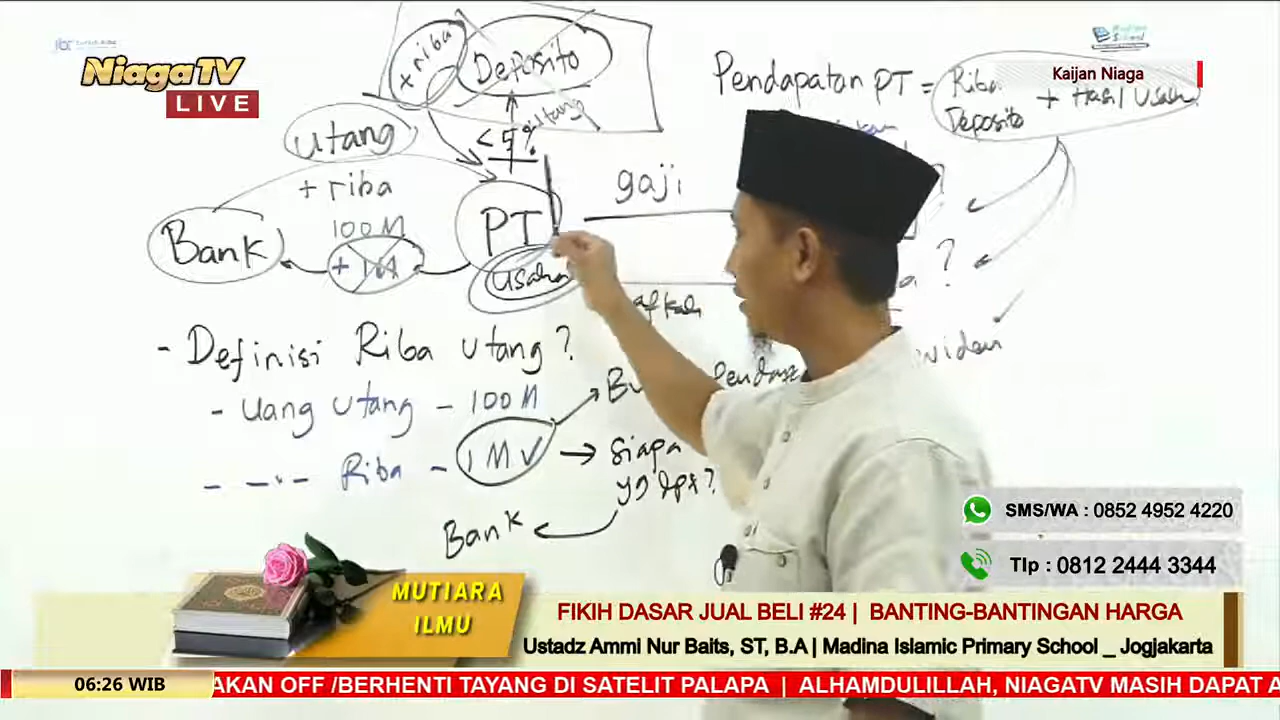 NiagaTV
LIVE
Kaijan Niaga
+ riba
Deposito
Pendapatan PT = Riba Deposito + Hasil Usaha
utang
+ riba
100 M
< 5%
Bank
PT
usaha
gaji
?
?
- Definisi Riba utang ?
- Uang utang - 100 M
Riba - 1 M
siapa
yg dpt?
Bank
SMS/WA : 0852 4952 4220
Tlp : 0812 2444 3344
MUTIARA
ILMU
FIKIH DASAR JUAL BELI #24 | BANTING-BANTINGAN HARGA
Ustadz Ammi Nur Baits, ST, B.A | Madina Islamic Primary School _ Jogjakarta
06:26 WIB
AKAN OFF /BERHENTI TAYANG DI SATELIT PALAPA | ALHAMDULILLAH, NIAGATV MASIH DAPAT A